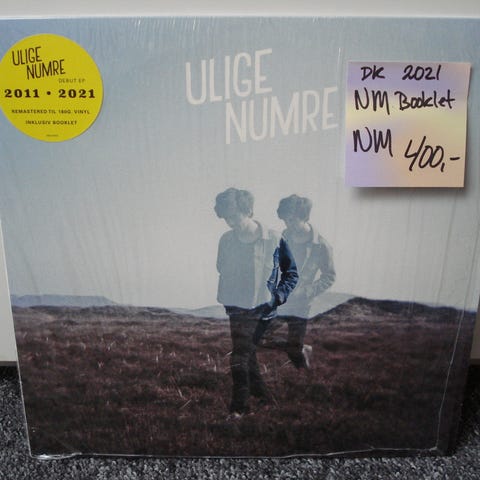 ULIGE
NUMRE
DEBUT EP
2011 • 2021
REMASTERED TIL 180G. VINYL
INKLUSIV BOOKLET
ULIGE
NUMRE
DK 2021
NM Booklet
NM 400,-